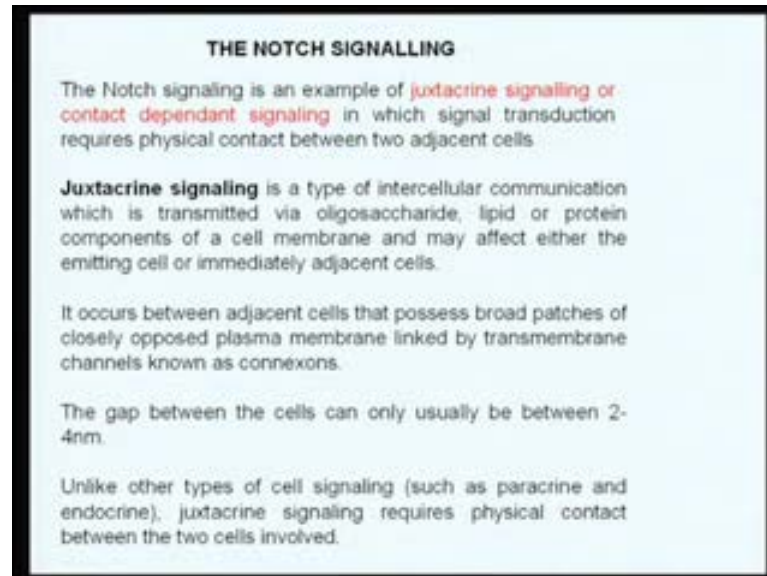 THE NOTCH SIGNALLING
The Notch signaling is an example of juxtacrine signalling or
contact dependant signaling in which signal transduction
requires physical contact between two adjacent cells
Juxtacrine signaling is a type of intercellular communication
which is transmitted via oligosaccharide, lipid or protein
components of a cell membrane and may affect either the
emitting cell or immediately adjacent cells.
It occurs between adjacent cells that possess broad patches of
closely opposed plasma membrane linked by transmembrane
channels known as connexons.
The gap between the cells can only usually be between 2-
4nm.
Unlike other types of cell signaling (such as paracrine and
endocrine), juxtacrine signaling requires physical contact
between the two cells involved.